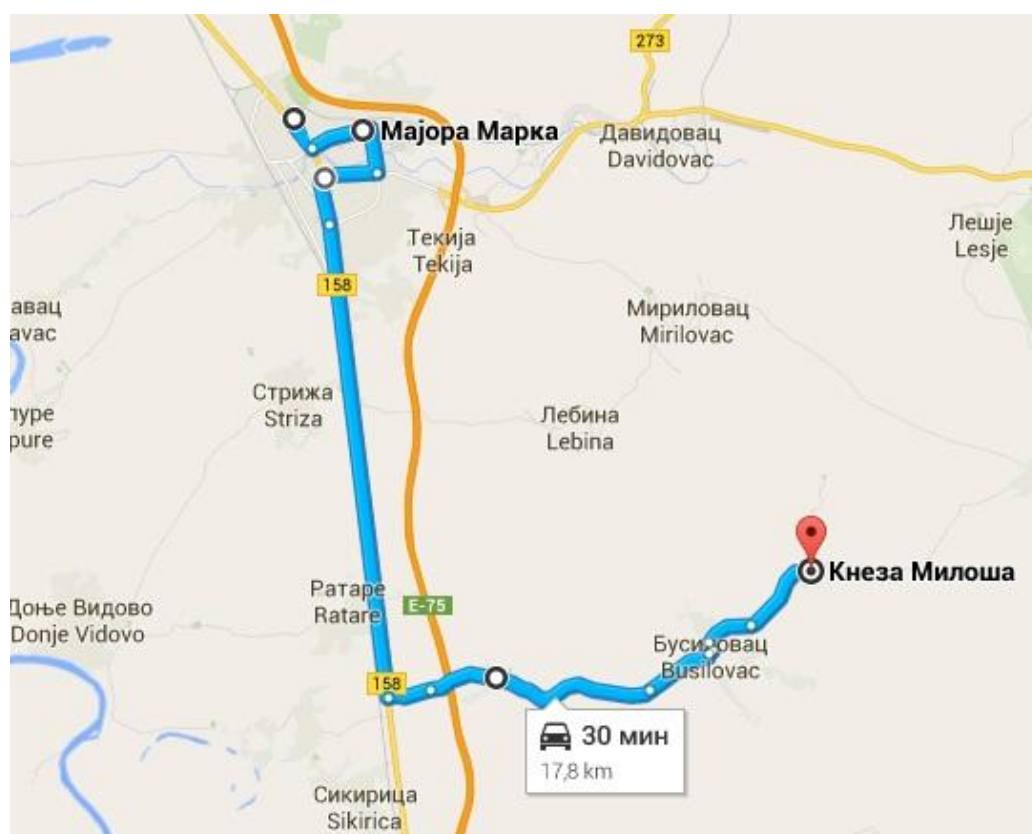 273
Мајора Марка
Давидовац
Davidovac
Лешје
Lesje
Текија
Tekija
158
Мириловац
Mirilovac
авац
avac
Стрижа
Striza
Лебина
Lebina
пуре
pure
Кнеза Милоша
Ратаре
Ratare
E-75
Доње Видово
Donje Vidovo
Бусиловац
Busilovac
158
30 мин
17,8 km
Сикирица
Sikirica